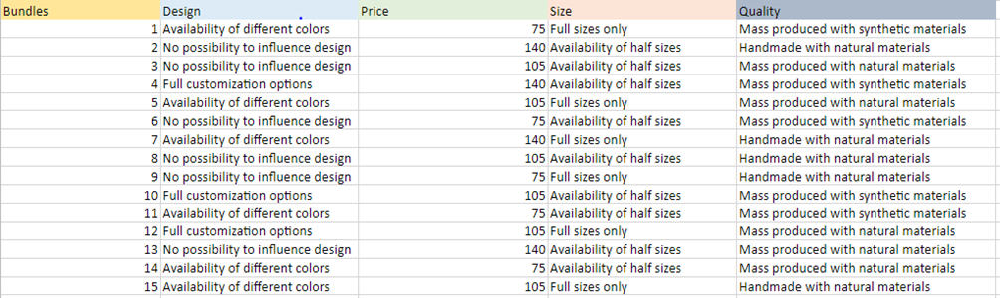 Bundles Design Price Size Quality
1 Availability of different colors 75 Full sizes only Mass produced with synthetic materials
2 No possibility to influence design 140 Availability of half sizes Handmade with natural materials
3 No possibility to influence design 105 Availability of half sizes Mass produced with natural materials
4 Full customization options 140 Availability of half sizes Mass produced with synthetic materials
5 Availability of different colors 105 Full sizes only Mass produced with natural materials
6 No possibility to influence design 75 Availability of half sizes Mass produced with synthetic materials
7 Availability of different colors 140 Full sizes only Handmade with natural materials
8 No possibility to influence design 105 Availability of half sizes Handmade with natural materials
9 No possibility to influence design 75 Full sizes only Handmade with natural materials
10 Full customization options 105 Availability of half sizes Mass produced with synthetic materials
11 Availability of different colors 75 Availability of half sizes Mass produced with synthetic materials
12 Full customization options 105 Full sizes only Mass produced with natural materials
13 No possibility to influence design 140 Availability of half sizes Mass produced with natural materials
14 Availability of different colors 75 Availability of half sizes Mass produced with natural materials
15 Availability of different colors 105 Full sizes only Handmade with natural materials